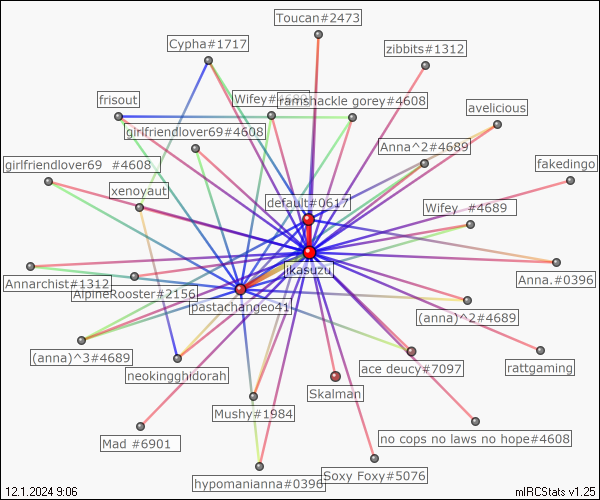 Toucan#2473
Cypha#1717
zibbits#1312
frisout
Wifey#4689
ramshackle gorey#4608
avelicious
girlfriendlover69#4608
Anna^2#4689
girlfriendlover69 #4608
fakedingo
xenoyaut
default#0617
Wifey_#4689
ikasuzu
Annarchist#1312
AlpineRooster#2156
Anna.#0396
pastachangeo41
(anna)^2#4689
(anna)^3#4689
neokingghidorah
ace deucy#7097
rattgaming
Skalman
Mushy#1984
Mad #6901
no cops no laws no hope#4608
hypomanianna#0396
Soxy Foxy#5076
12.1.2024 9:06
mIRCStats v1.25